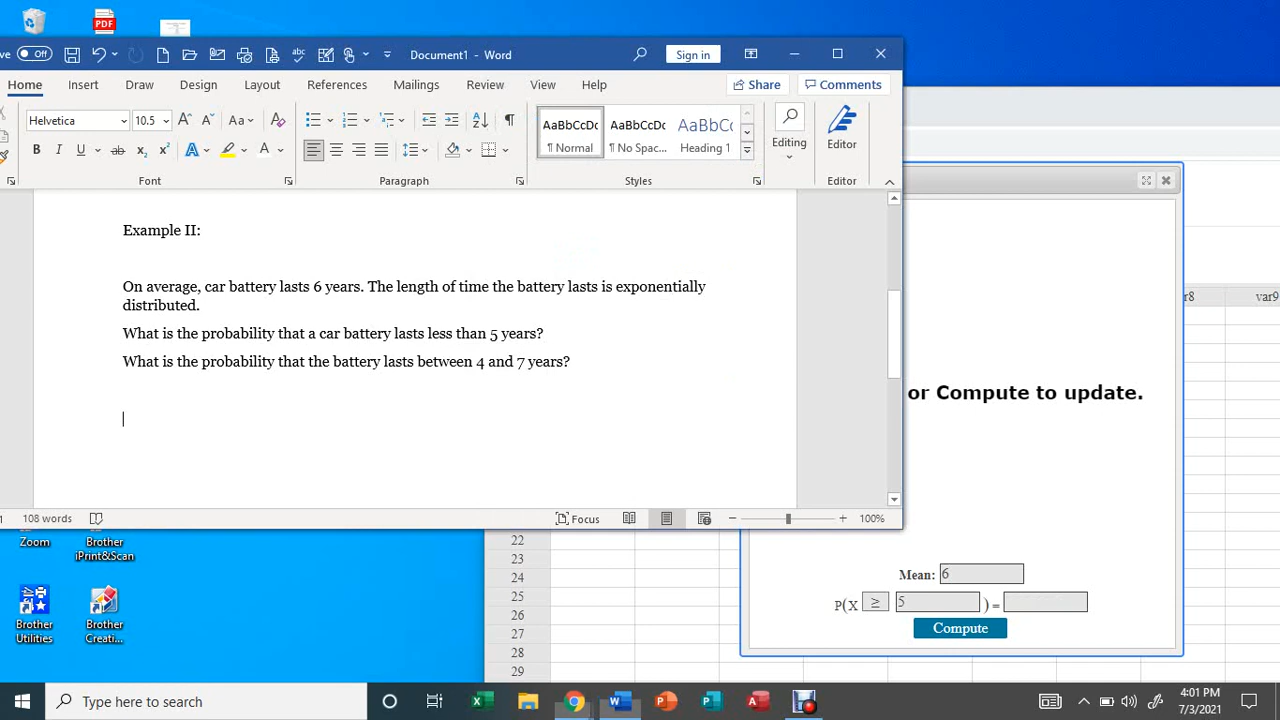 PDF
ve Off
Document1 - Word
Sign in
Home Insert Draw Design Layout References Mailings Review View Help
Share Comments
Helvetica 10.5 Aa
AaBbCcDc AaBbCcDc AaBbCc
¶ Normal ¶ No Spac... Heading 1
Editing Editor
Font Paragraph Styles Editor
Example II:
On average, car battery lasts 6 years. The length of time the battery lasts is exponentially
distributed.
What is the probability that a car battery lasts less than 5 years?
What is the probability that the battery lasts between 4 and 7 years?
1 108 words Focus 100%
r8 var9
or Compute to update.
Mean: 6
P(X ≥ 5 ) =
Compute
22
23
24
25
26
27
28
29
Zoom
Brother
iPrint&Scan
Brother
Utilities
Brother
Creati...
Type here to search
4:01 PM
7/3/2021